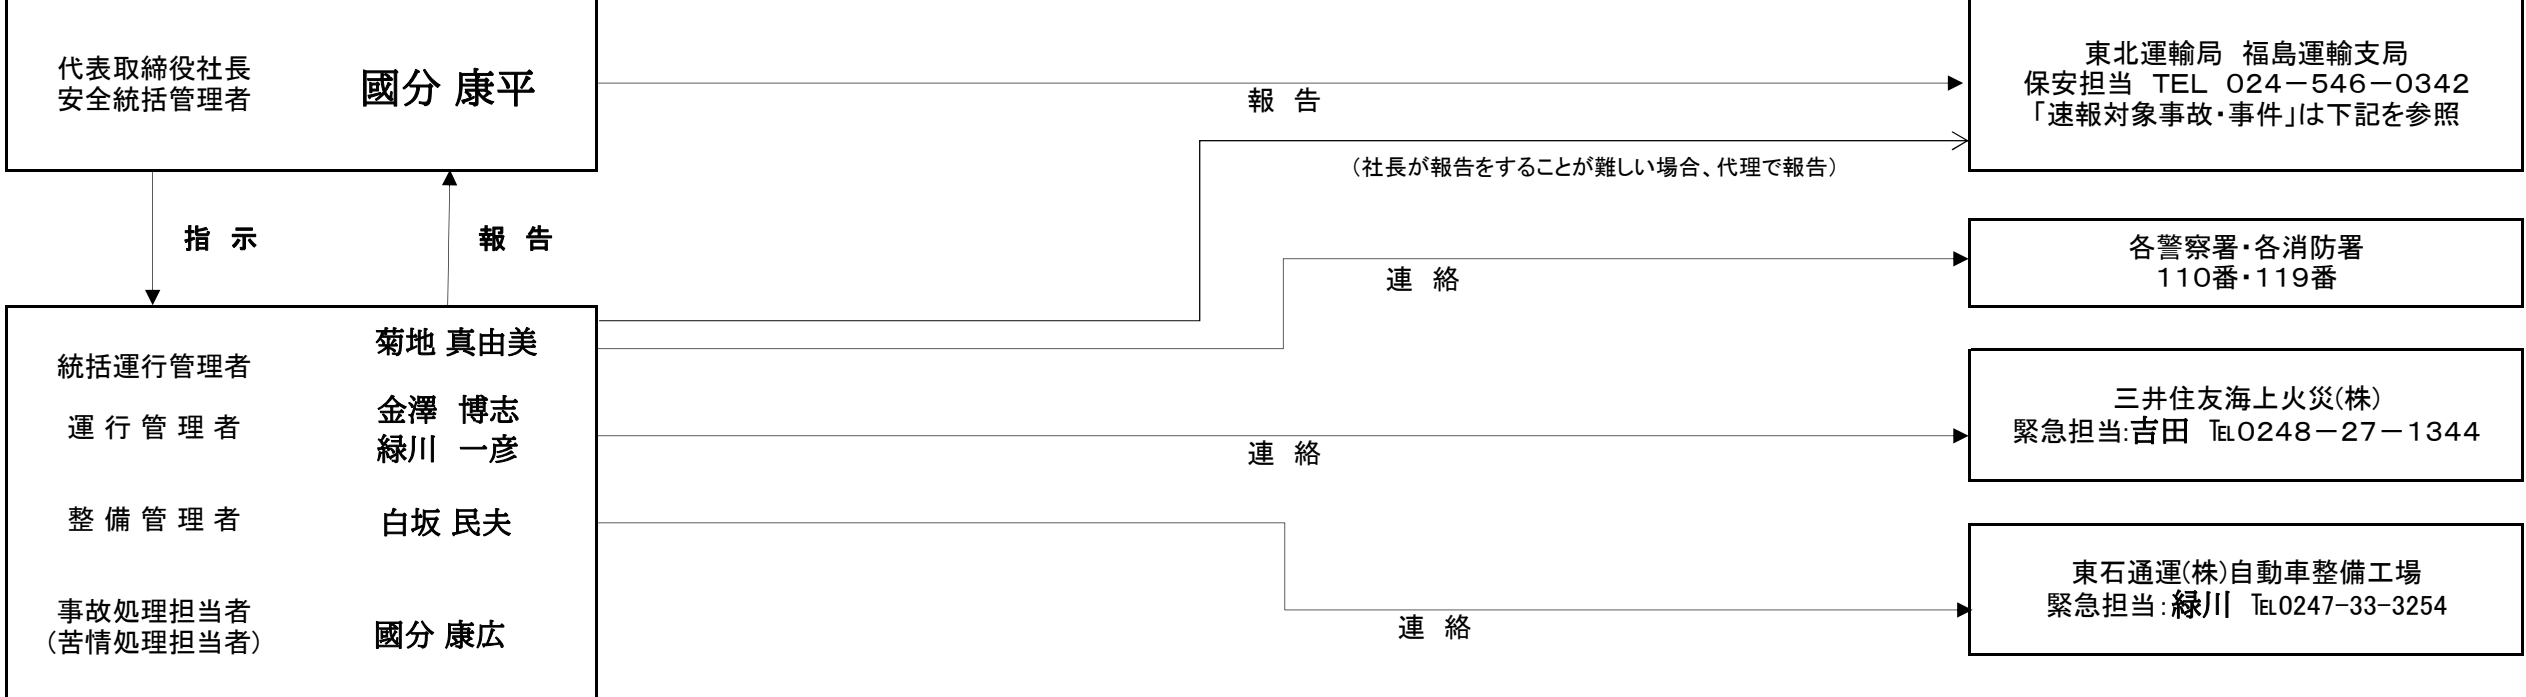 代表取締役社長
安全統括管理者
國分 康平
報 告
東北運輸局 福島運輸支局
保安担当 TEL 024－546－0342
「速報対象事故・事件」は下記を参照
（社長が報告をすることが難しい場合、代理で報告）
指 示
報 告
連 絡
各警察署・各消防署
110番・119番
統括運行管理者
菊地 真由美
運 行 管 理 者
金澤 博志
緑川 一彦
連 絡
三井住友海上火災(株)
緊急担当:吉田 ℡0248－27－1344
整 備 管 理 者
白坂 民夫
連 絡
東石通運(株)自動車整備工場
緊急担当:緑川 ℡0247-33-3254
事故処理担当者
(苦情処理担当者)
國分 康広